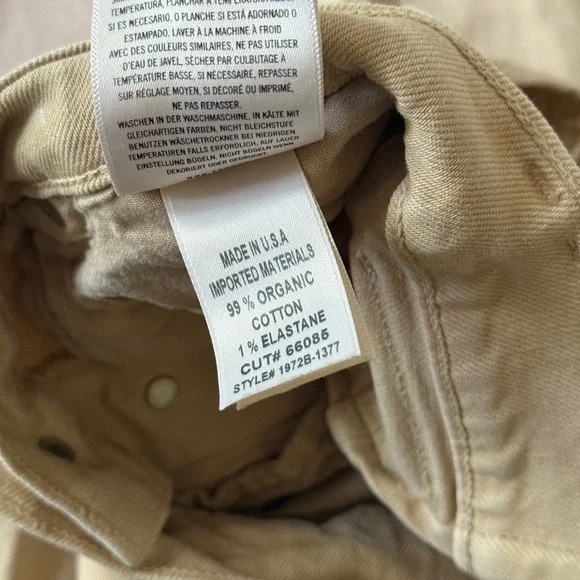 TEMPERATURA, PLANCHAR A TEMPERATURA
SI ES NECESARIO, O PLANCHE SI ESTÁ ADORNADO O
ESTAMPADO. LAVER À LA MACHINE À FROID
AVEC DES COULEURS SIMILAIRES, NE PAS UTILISER
D'EAU DE JAVEL, SÉCHER PAR CULBUTAGE À
TEMPÉRATURE BASSE, SI NÉCESSAIRE, REPASSER
SUR RÉGLAGE MOYEN, SI DÉCORÉ OU IMPRIMÉ,
NE PAS REPASSER.
WASCHEN IN DER WASCHMASCHINE, IN KÄLTE MIT
GLEICHARTIGEN FARBEN, NICHT BLEICHSTUFE
BENUTZEN WÄSCHETROCKNER BEI NIEDRIGEN
TEMPERATUREN FALLS ERFORDERLICH, AUF
EINSTELLUNG BÜGELN, NICHT BÜGELN WENN
DEKORIERT ODER GEDRUCKT
MADE IN U.S.A
IMPORTED MATERIALS
99 % ORGANIC
COTTON
1 % ELASTANE
CUT# 66085
STYLE# 1972B-1377